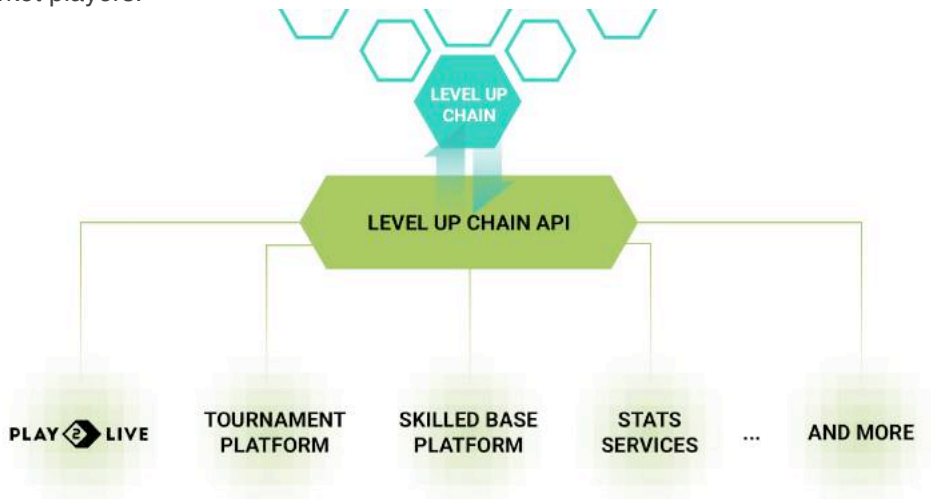 players.
LEVEL UP
CHAIN
LEVEL UP CHAIN API
PLAY 2 LIVE
TOURNAMENT
PLATFORM
SKILLED BASE
PLATFORM
STATS
SERVICES
...
AND MORE